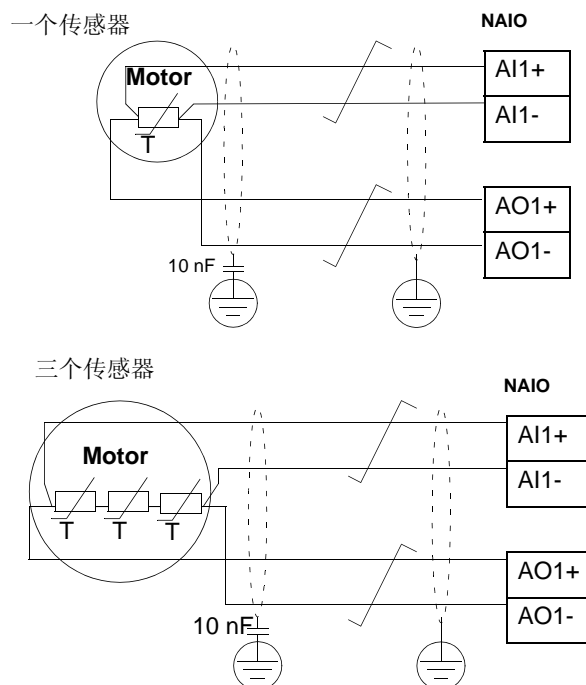 一个传感器
NAIO
Motor
T
AI1+
AI1-
AO1+
AO1-
10 nF
三个传感器
NAIO
Motor
T T T
AI1+
AI1-
AO1+
AO1-
10 nF